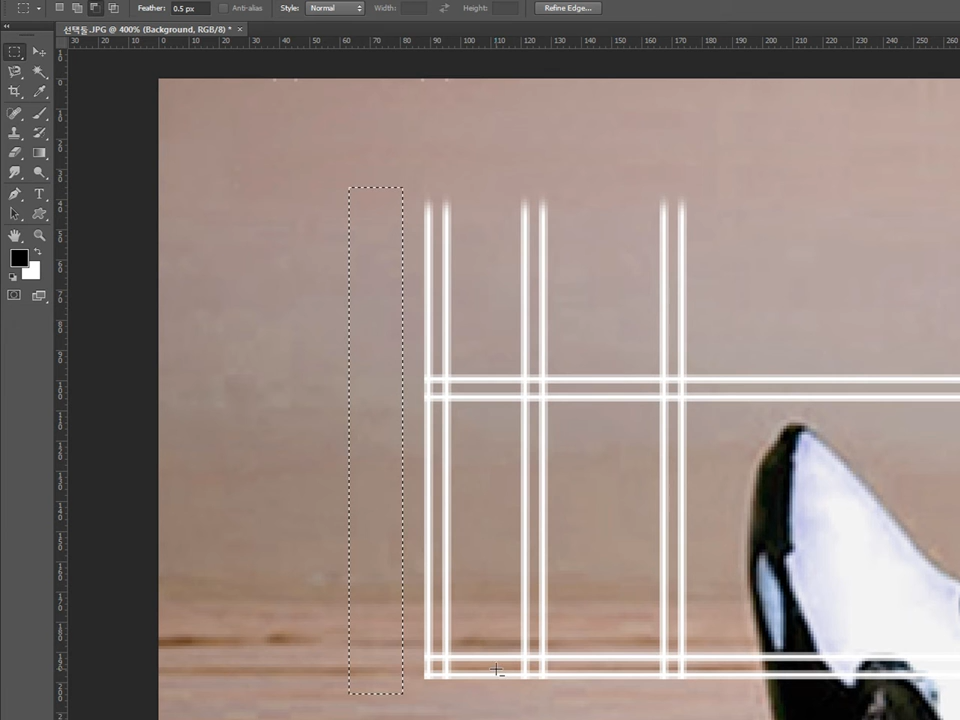 Feather: 0.5 px Anti-alias Style: Normal Width: Height: Refine Edge...
선택툴.JPG @ 400% (Background, RGB/8) * ×
30 20 10 0 10 20 30 40 50 60 70 80 90 100 110 120 130 140 150 160 170 180 190 200 210 220 230 240 250 260